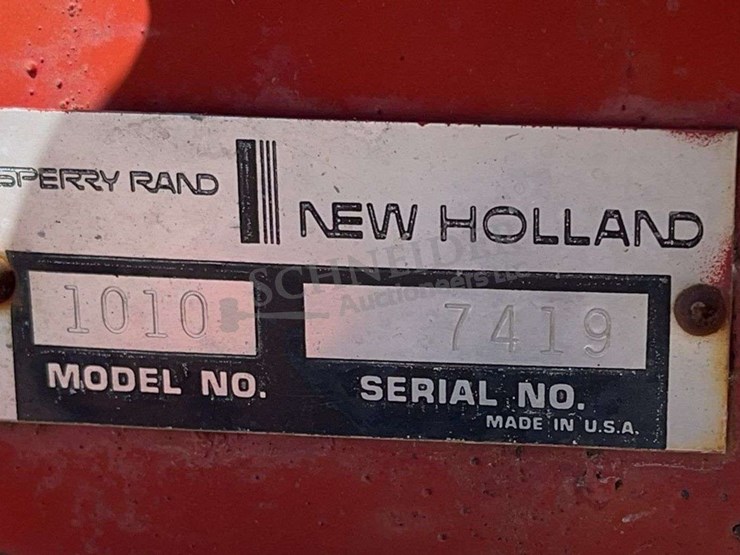 SPERRY RAND
NEW HOLLAND
1010
7419
MODEL NO.
SERIAL NO.
MADE IN U.S.A.
SCHNEIDER
Auctioneers LLC